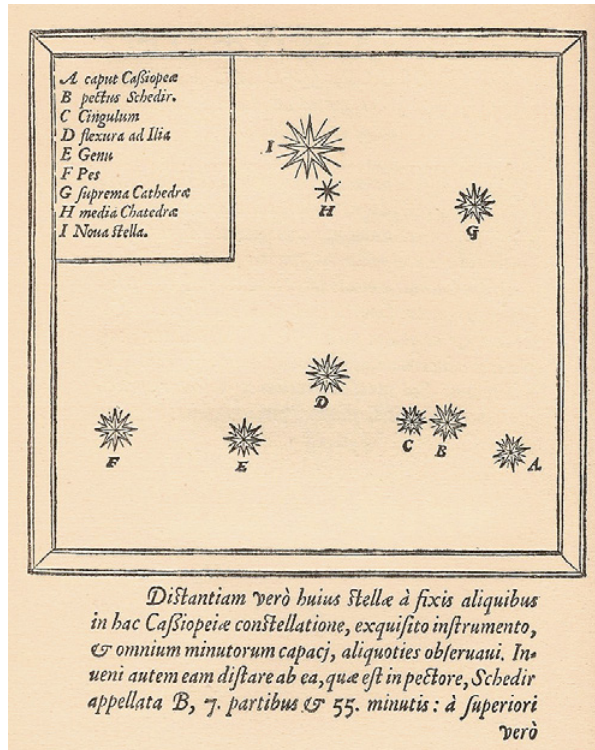 A caput Caſsiopeæ
B pectus Schedir.
C Cingulum
D flexura ad Ilia
E Genu
F Pes
G ſuprema Cathedræ
H media Chatedræ
I Noua ſtella.
I
H
G
D
C
B
F
E
A
Diſtantiam verò huius ſtellæ à fixis aliquibus
in hac Caſsiopeiæ conſtellatione, exquiſito inſtrumento,
& omnium minutorum capacj, aliquoties obſeruaui. In-
ueni autem eam diſtare ab ea, quæ eſt in pectore, Schedir
appellata B, 7. partibus & 55. minutis: à ſuperiori
verò